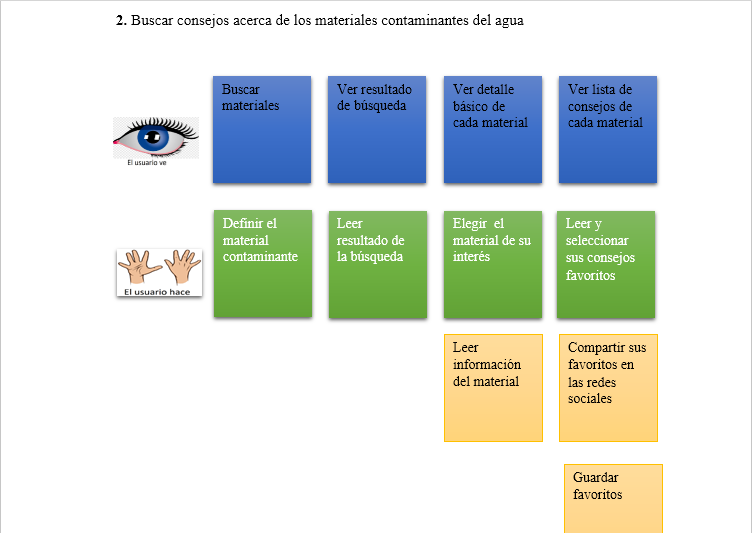 2. Buscar consejos acerca de los materiales contaminantes del agua
Buscar
materiales
Ver resultado
de búsqueda
Ver detalle
básico de
cada material
Ver lista de
consejos de
cada material
El usuario ve
Definir el
material
contaminante
Leer
resultado de
la búsqueda
Elegir el
material de su
interés
Leer y
seleccionar
sus consejos
favoritos
El usuario hace
Leer
información
del material
Compartir sus
favoritos en
las redes
sociales
Guardar
favoritos